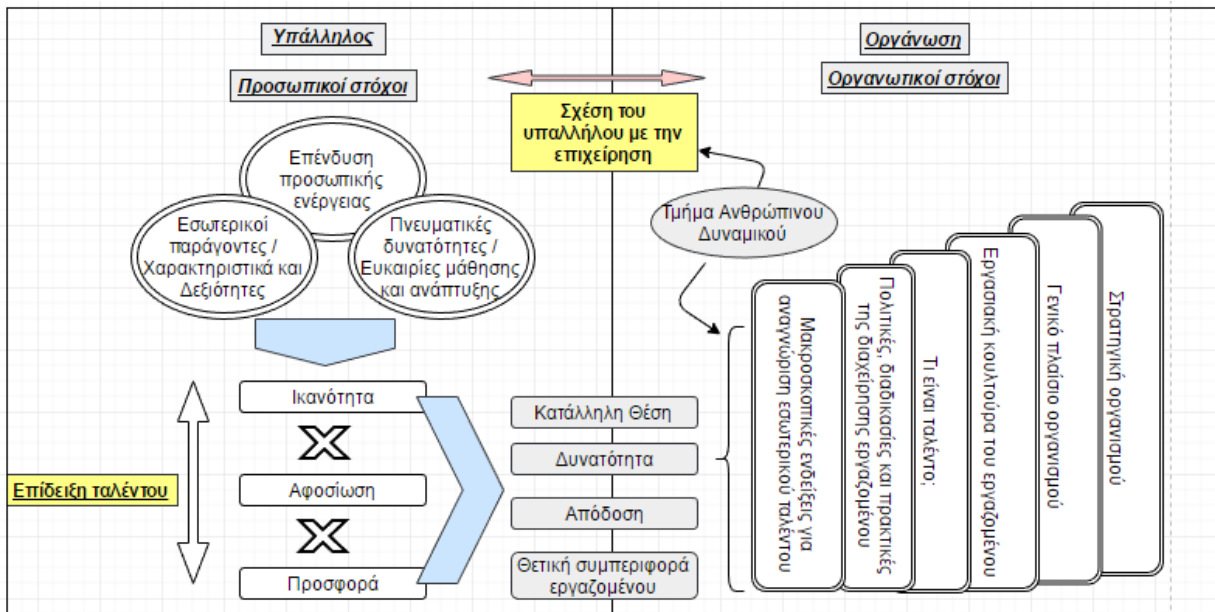 Υπάλληλος
Προσωπικοί στόχοι
Οργάνωση
Οργανωτικοί στόχοι
Σχέση του
υπαλλήλου με την
επιχείρηση
Επένδυση
προσωπικής
ενέργειας
Εσωτερικοί
παράγοντες /
Χαρακτηριστικά και
Δεξιότητες
Πνευματικές
δυνατότητες /
Ευκαιρίες μάθησης
και ανάπτυξης
Τμήμα Ανθρώπινου
Δυναμικού
Επίδειξη ταλέντου
Ικανότητα
Αφοσίωση
Προσφορά
Κατάλληλη Θέση
Δυνατότητα
Απόδοση
Θετική συμπεριφορά
εργαζομένου
Μακροσκοπικές ενδείξεις για
αναγνώριση εσωτερικού ταλέντου
Πολιτικές, διαδικασίες και πρακτικές
της διαχείρησης εργαζομένου
Τι είναι ταλέντο;
Εργασιακή κουλτούρα του εργαζομένου
Γενικό πλαίσιο οργανισμού
Στρατηγική οργανισμού